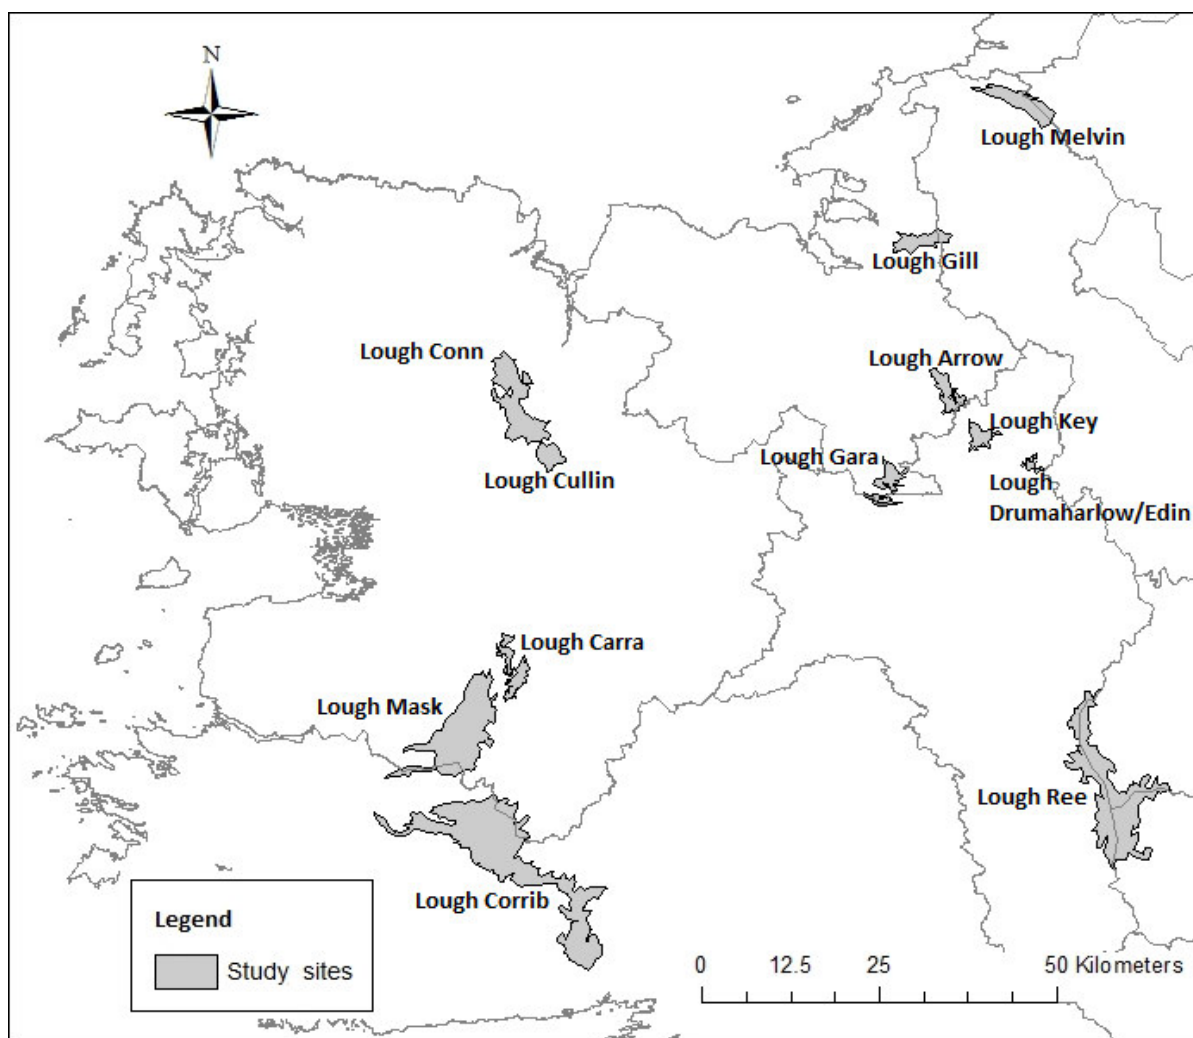 N
Lough Melvin
Lough Gill
Lough Conn
Lough Arrow
Lough Key
Lough Gara
Lough Cullin
Lough
Drumaharlow/Edin
Lough Carra
Lough Mask
Lough Ree
Lough Corrib
Legend
Study sites
0 12.5 25 50 Kilometers